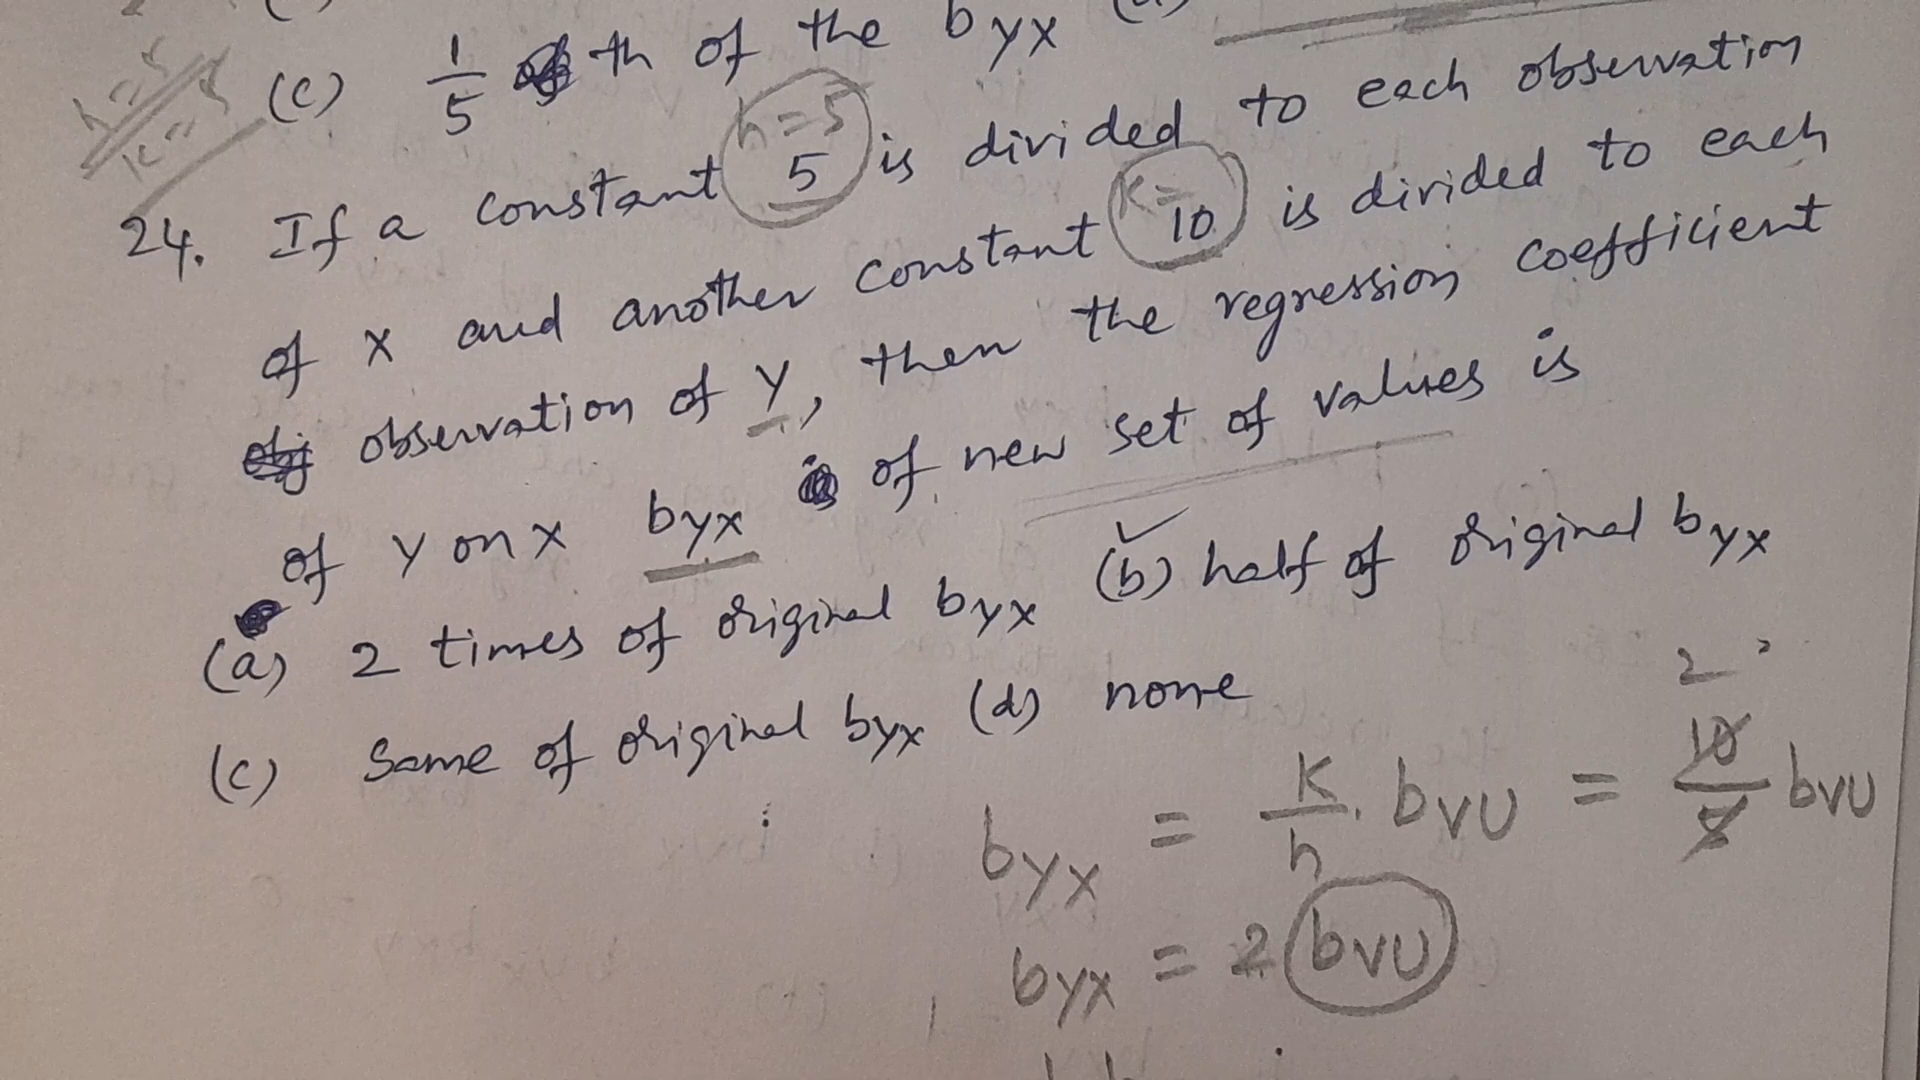 h=5
k=5
(c) 1/5 th of the byx
h=5
24. If a constant 5 is divided to each observation
k=
of x and another constant 10 is divided to each
observation of y, then the regression coefficient
of y on x byx of new set of values is
(a) 2 times of original byx (b) half of original byx
(c) Same of original byx (d) none
byx = k/h . bvu = 10/5 bvu
2
byx = 2 bvu